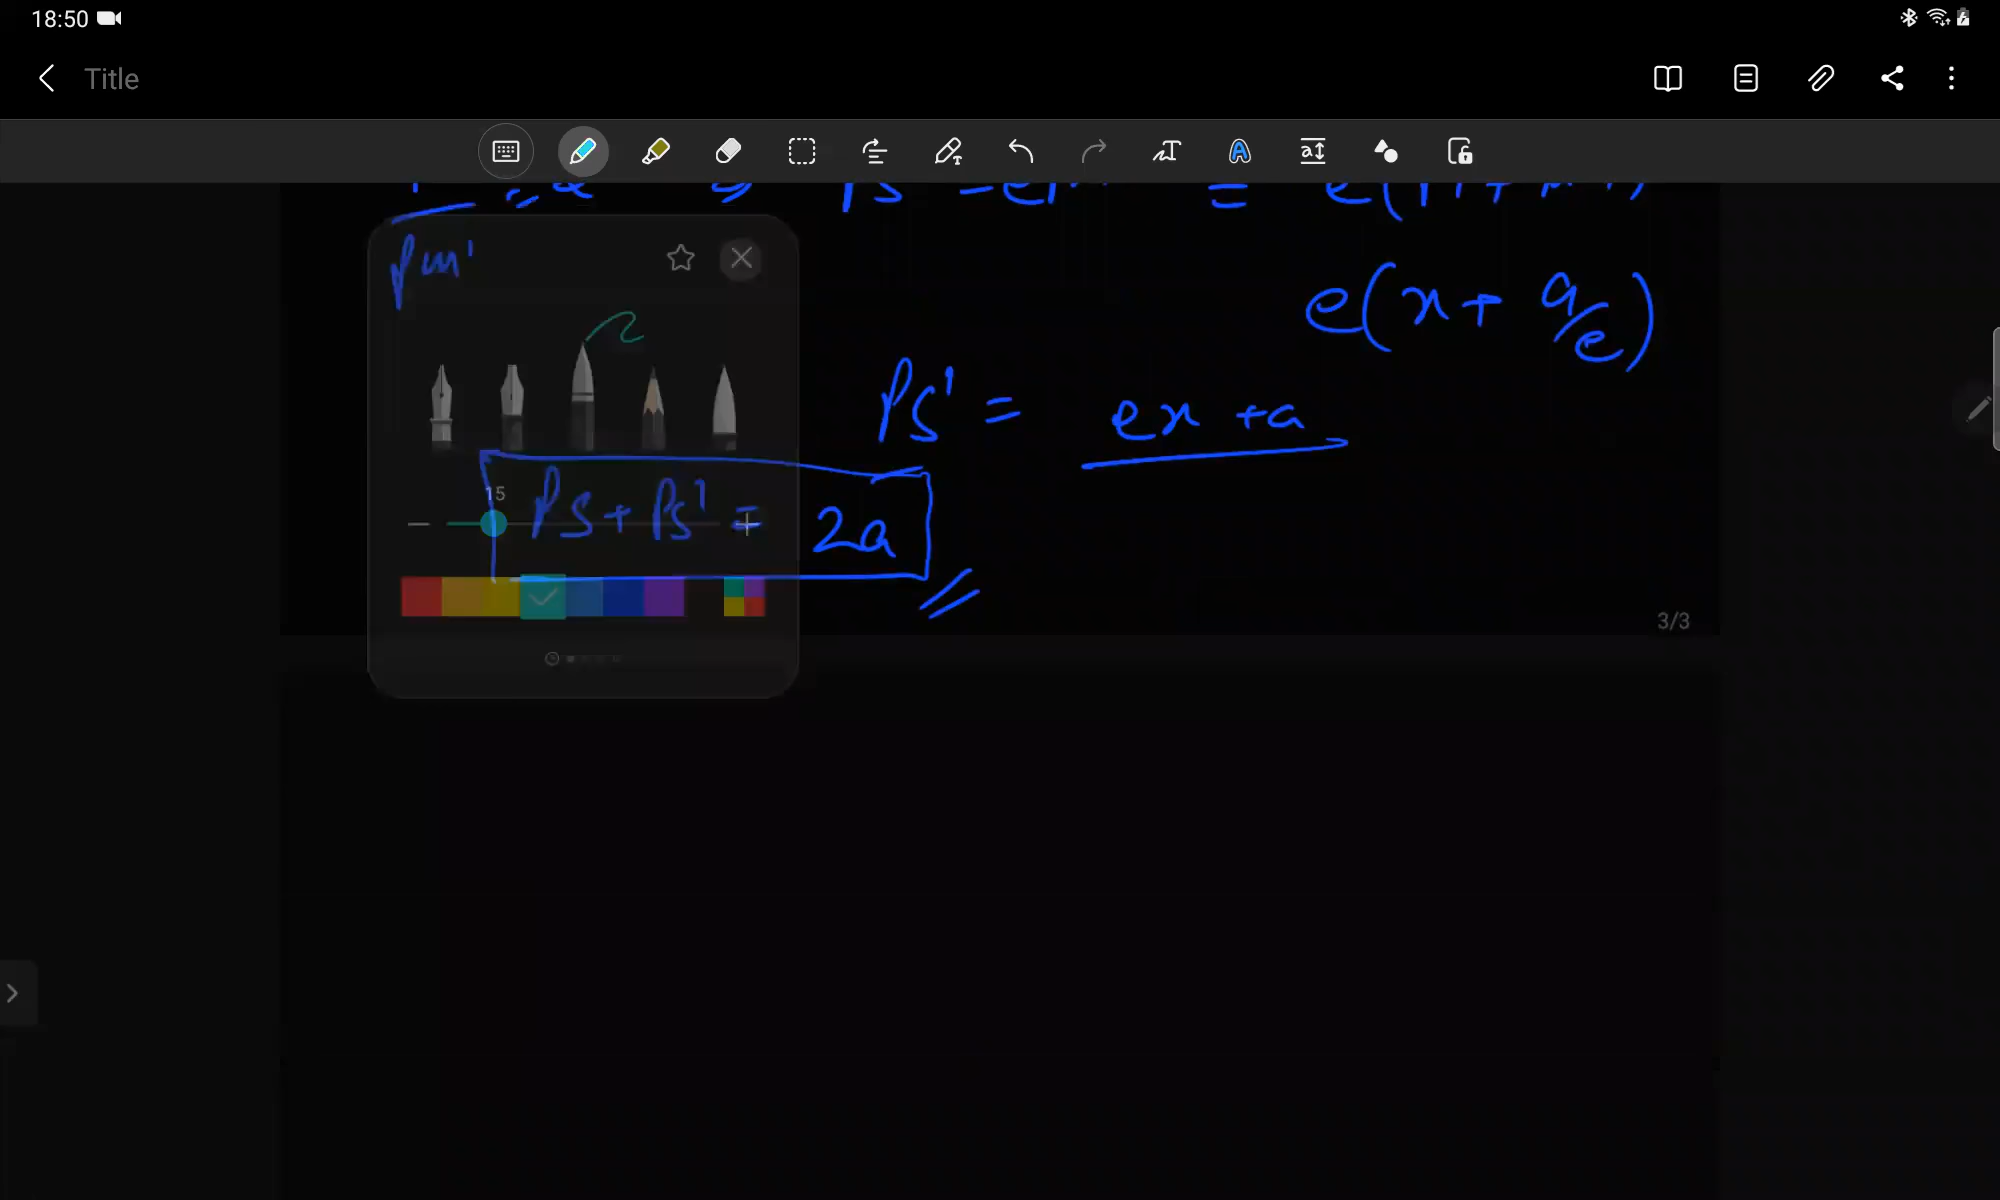 18:50
Title
PM'
e(x + a/e)
PS' = ex + a
15
PS + PS' = 2a
3/3